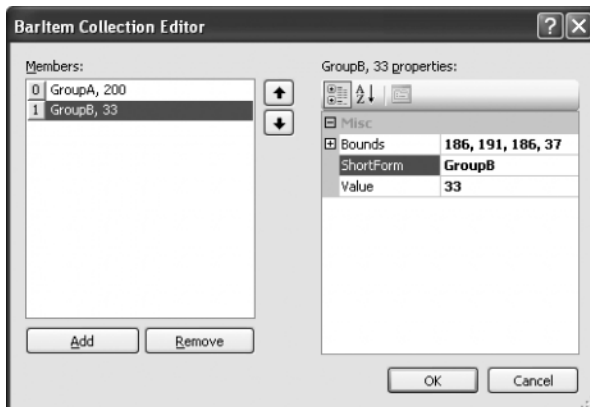 BarItem Collection Editor
Members:
0 GroupA, 200
1 GroupB, 33
Add
Remove
GroupB, 33 properties:
Misc
Bounds 186, 191, 186, 37
ShortForm GroupB
Value 33
OK
Cancel